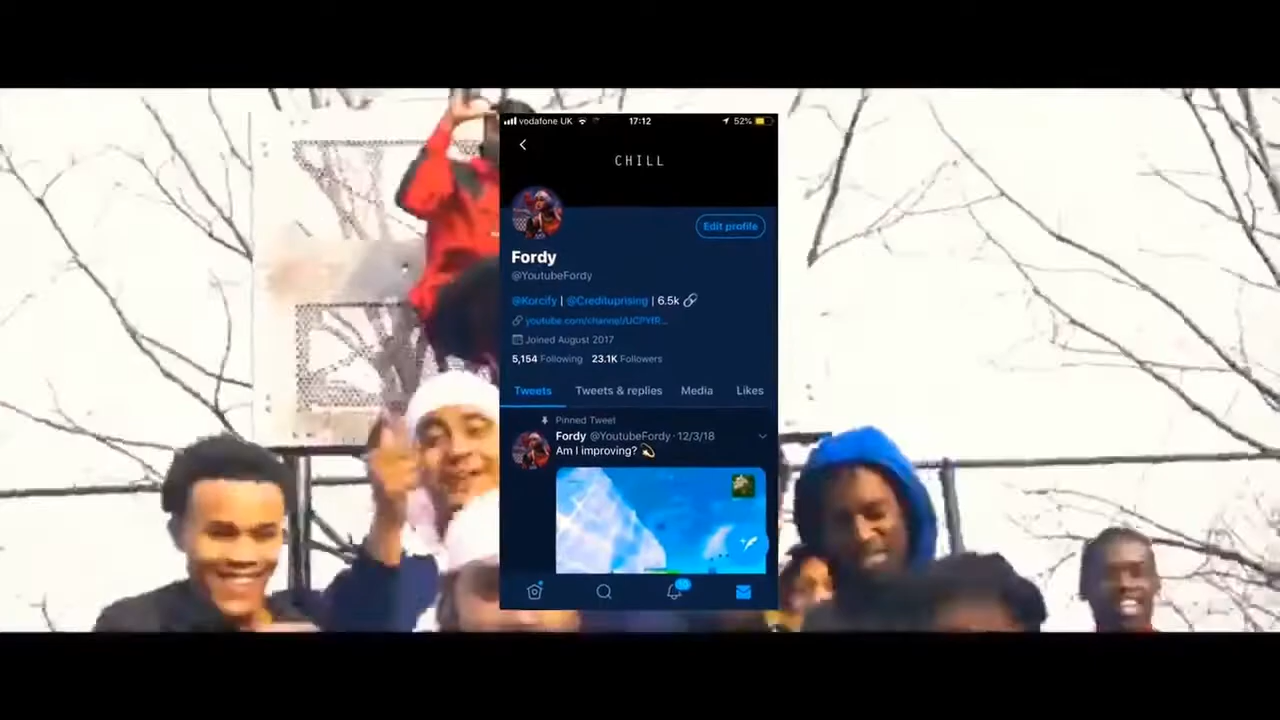 vodafone UK 17:12 52%
CHILL
Edit profile
Fordy
@YoutubeFordy
@Korcify | @Credituprising | 6.5k
youtube.com/channel/UCPYfR...
Joined August 2017
5,154 Following 23.1K Followers
Tweets Tweets & replies Media Likes
Pinned Tweet
Fordy @YoutubeFordy · 12/3/18
Am I improving?